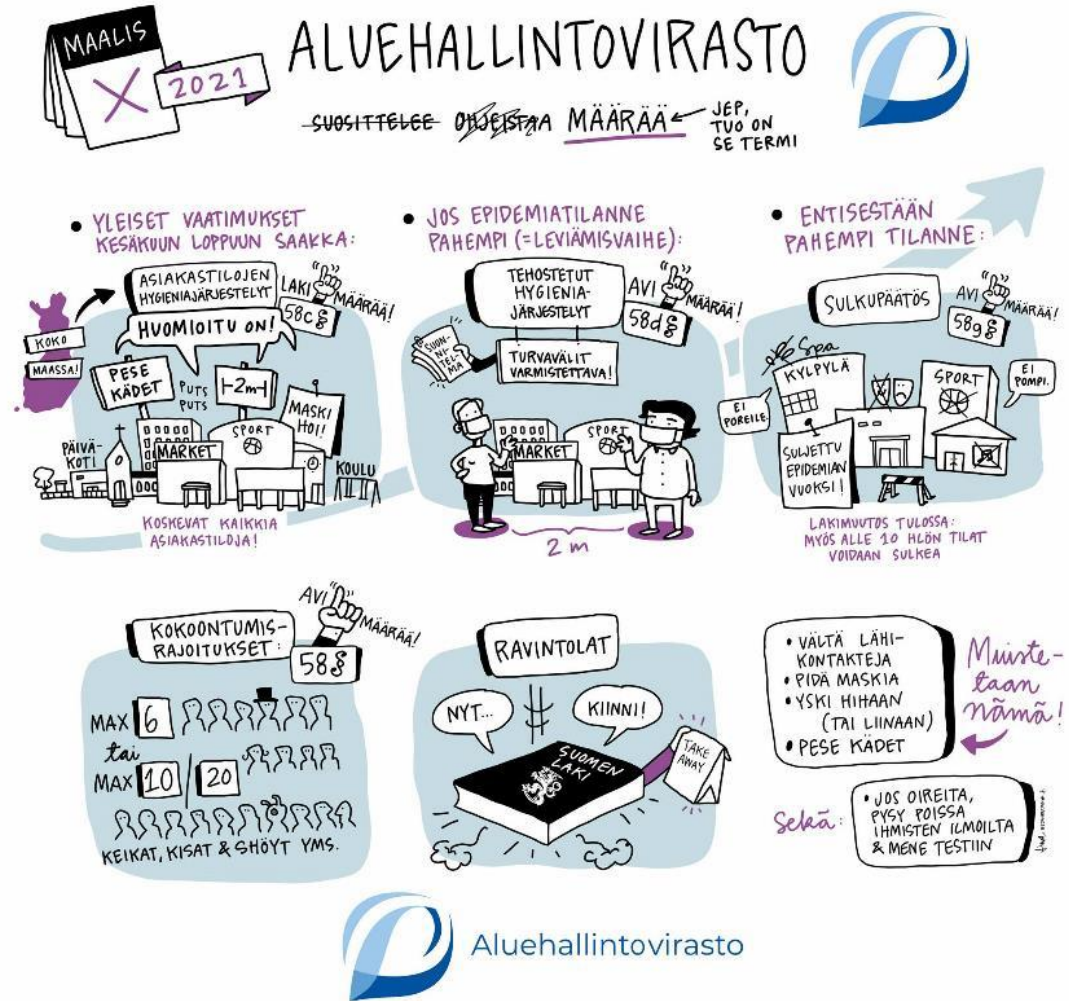 MAALIS
2021
ALUEHALLINTOVIRASTO
SUOSITTELEE OHJEISTAA MÄÄRÄÄ
JEP,
TUO ON
SE TERMI
• YLEISET VAATIMUKSET
KESÄKUUN LOPPUUN SAAKKA:
ASIAKASTILOJEN
HYGIENIAJÄRJESTELYT
LAKI
MÄÄRÄÄ!
58c §
HUOMIOITU ON!
KOKO
MAASSA!
PESE
KÄDET
PUTS
PUTS
2m
MASKI
HOI!
PÄIVÄ-
KOTI
MARKET
SPORT
KOULU
KOSKEVAT KAIKKIA
ASIAKASTILOJA!
• JOS EPIDEMIATILANNE
PAHEMPI (=LEVIÄMISVAIHE):
TEHOSTETUT
HYGIENIA-
JÄRJESTELYT
AVI
MÄÄRÄÄ!
58d §
SUUN-
NI-
TEL-
MA
TURVAVÄLIT
VARMISTETTAVA!
MARKET
SPORT
2 m
• ENTISESTÄÄN
PAHEMPI TILANNE:
SULKUPÄÄTÖS
AVI
MÄÄRÄÄ!
58g §
Spa
KYLPYLÄ
EI
POREILE.
SPORT
EI
POMPI.
SULJETTU
EPIDEMIAN
VUOKSI!
LAKIMUUTOS TULOSSA:
MYÖS ALLE 10 HLÖN TILAT
VOIDAAN SULKEA
KOKOONTUMIS-
RAJOITUKSET:
AVI
MÄÄRÄÄ!
58 §
MAX 6
tai
MAX 10 / 20
KEIKAT, KISAT & SHÖYT YMS.
RAVINTOLAT
NYT...
KIINNI!
SUOMEN
LAKI
TAKE
AWAY
• VÄLTÄ LÄHI-
KONTAKTEJA
• PIDÄ MASKIA
• YSKI HIHAAN
(TAI LIINAAN)
• PESE KÄDET
Muiste-
taan
nämä!
Sekä:
• JOS OIREITA,
PYSY POISSA
IHMISTEN ILMOILTA
& MENE TESTIIN
Aluehallintovirasto